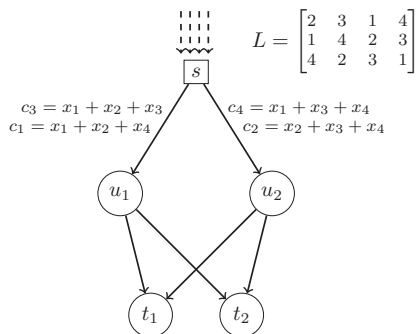 L = [2 3 1 4
1 4 2 3
4 2 3 1]
s
c₃ = x₁ + x₂ + x₃
c₁ = x₁ + x₂ + x₄
c₄ = x₁ + x₃ + x₄
c₂ = x₂ + x₃ + x₄
u₁ u₂
t₁ t₂